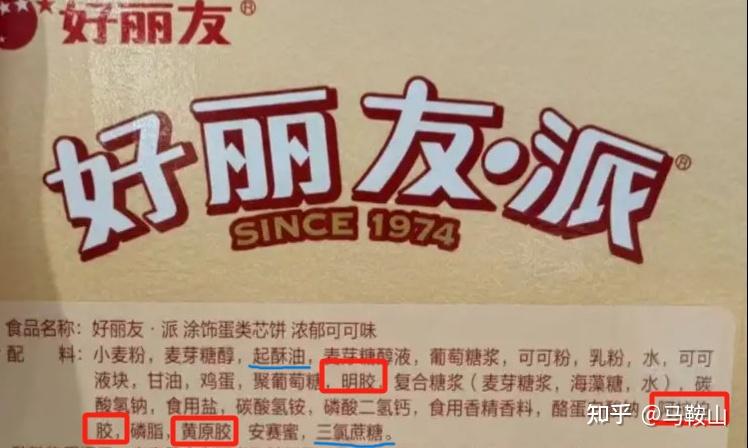 好丽友®
好丽友·派®
SINCE 1974
食品名称: 好丽友·派 涂饰蛋类芯饼 浓郁可可味
配 料: 小麦粉, 麦芽糖醇, 起酥油, 麦芽糖醇液, 葡萄糖浆, 可可粉, 乳粉, 水, 可可
液块, 甘油, 鸡蛋, 聚葡萄糖, 明胶, 复合糖浆 (麦芽糖浆, 海藻糖, 水), 碳
酸氢钠, 食用盐, 碳酸氢铵, 磷酸二氢钙, 食用香精香料, 酪蛋白
胶, 磷脂, 黄原胶, 安赛蜜, 三氯蔗糖。
知乎 @马鞍山